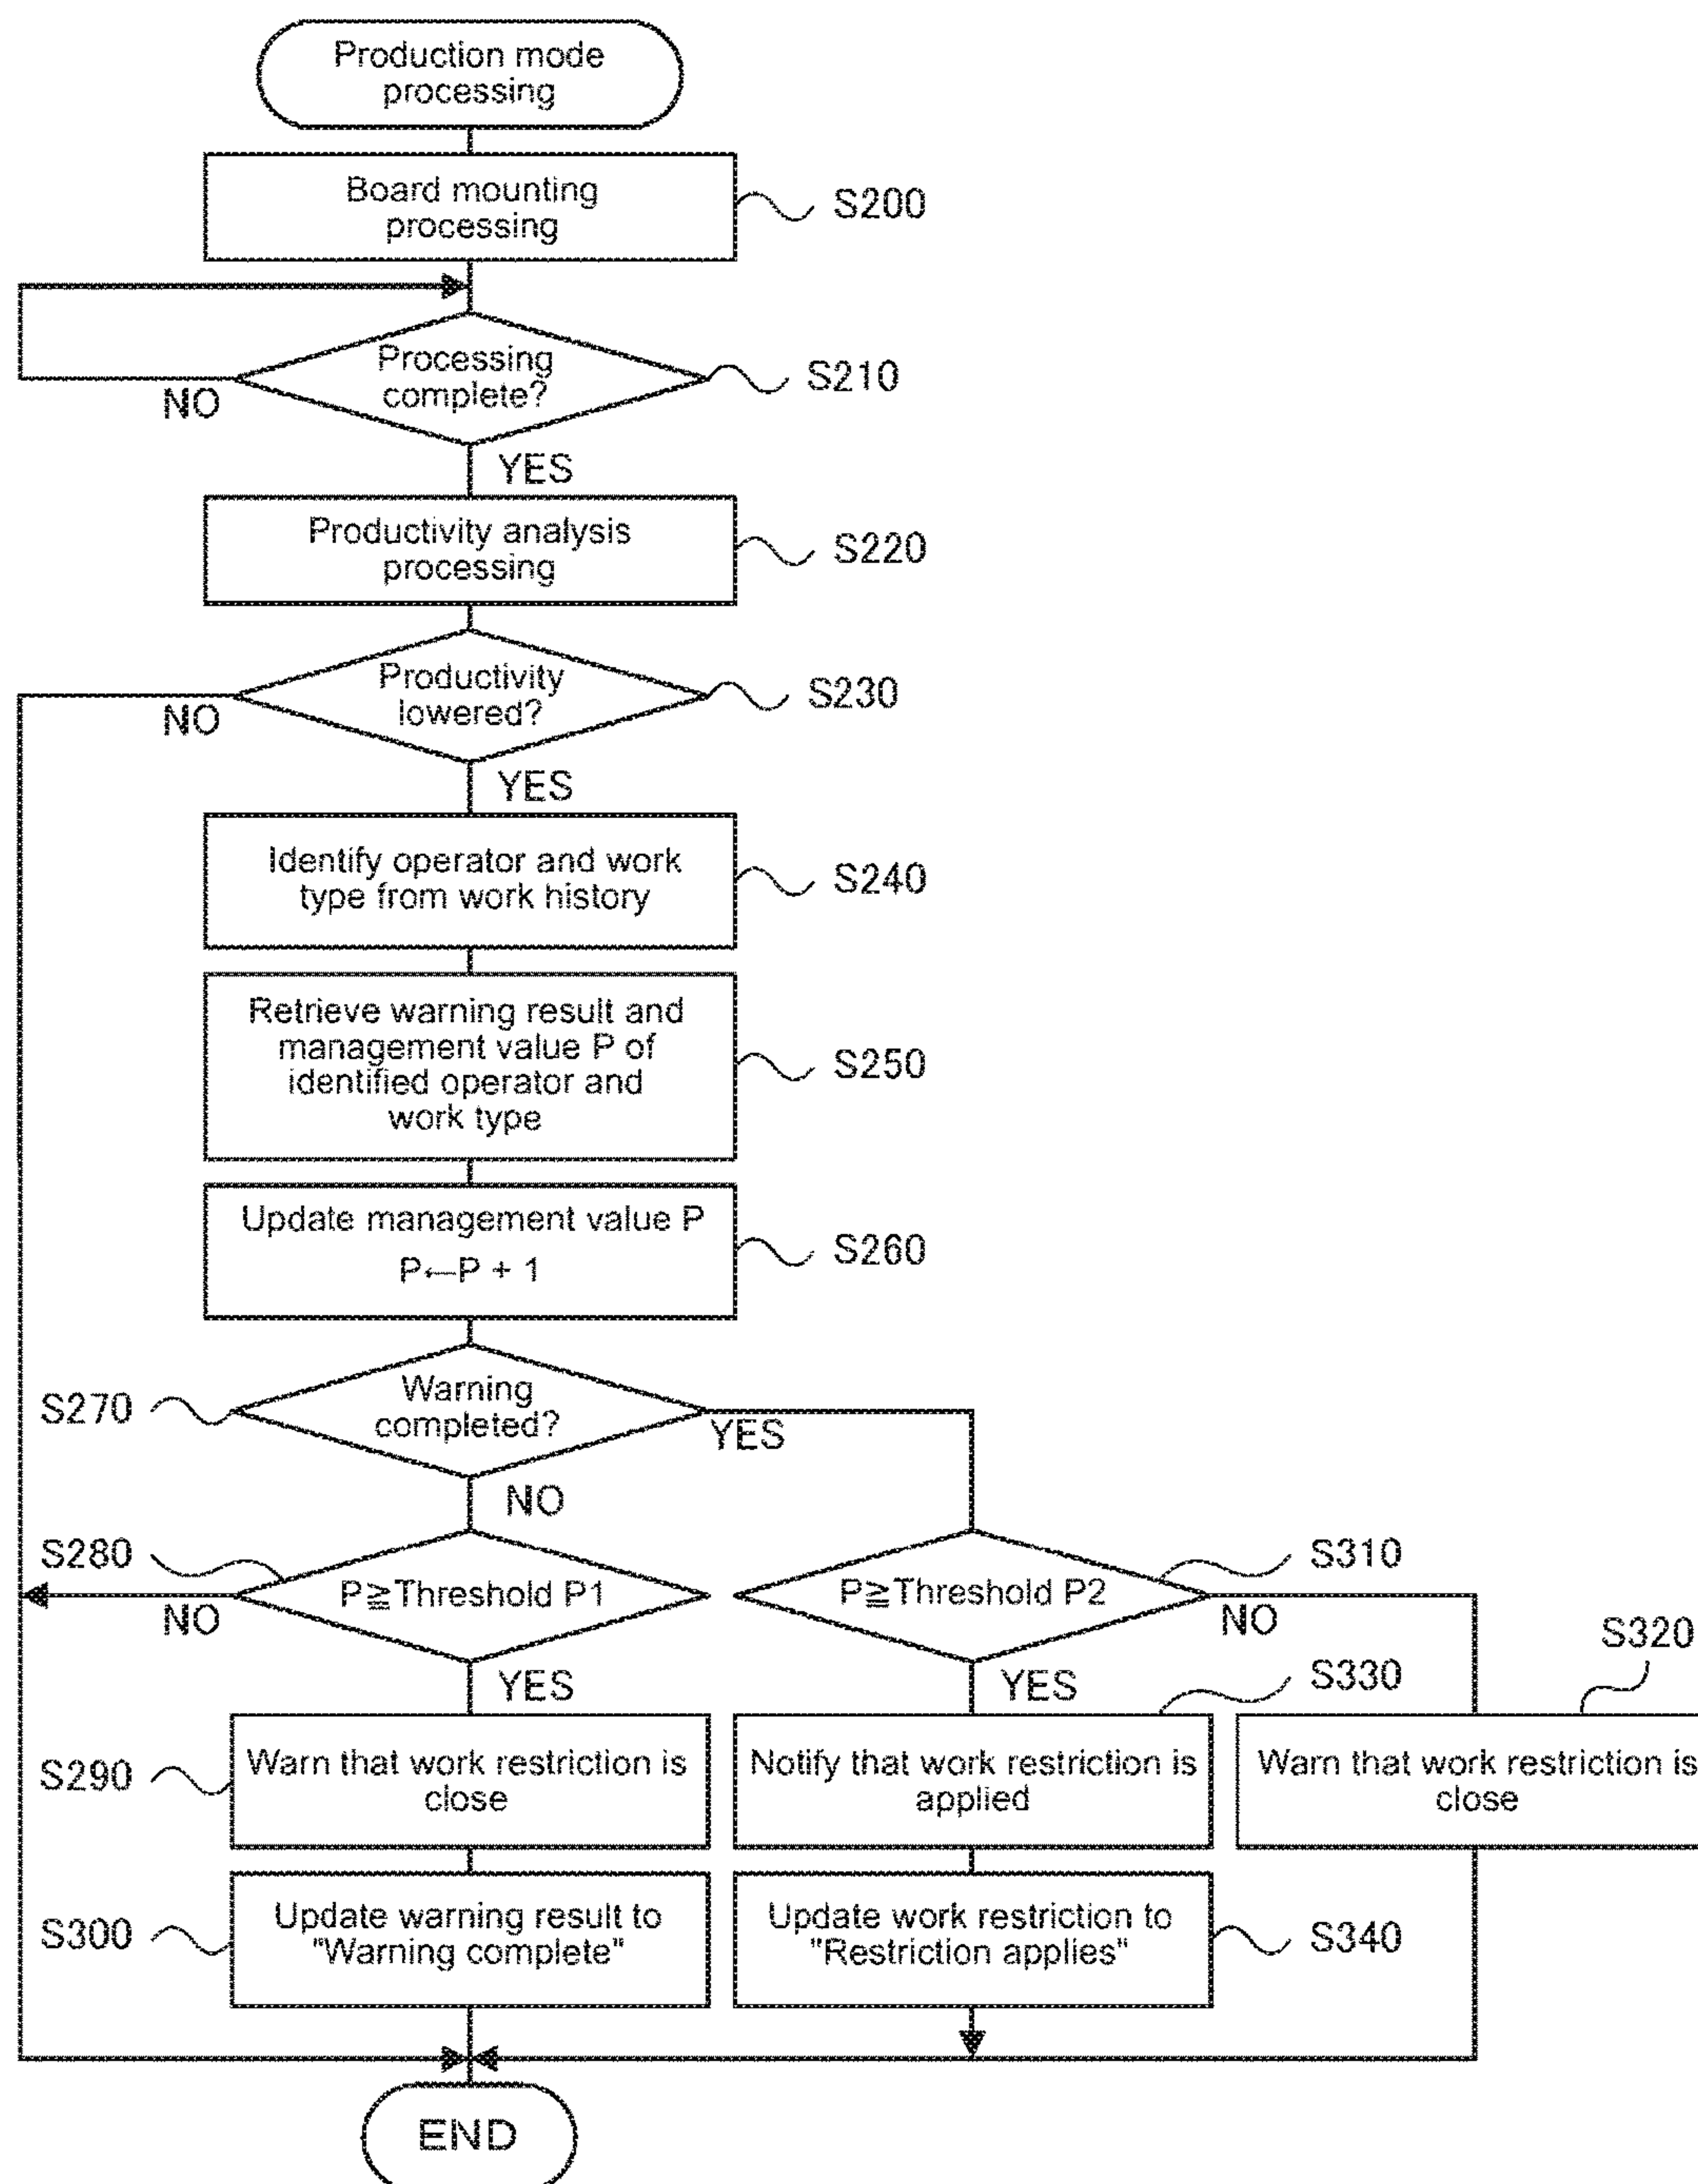 Production mode
processing
Board mounting
processing
S200
Processing
complete?
S210
NO
YES
Productivity analysis
processing
S220
Productivity
lowered?
S230
NO
YES
Identify operator and work
type from work history
S240
Retrieve warning result and
management value P of
identified operator and
work type
S250
Update management value P
P←P + 1
S260
S270
Warning
completed?
YES
NO
S280
P≧Threshold P1
NO
YES
P≧Threshold P2
S310
NO
YES
S320
S330
S290
Warn that work restriction is
close
Notify that work restriction is
applied
Warn that work restriction is
close
S300
Update warning result to
"Warning complete"
Update work restriction to
"Restriction applies"
S340
END